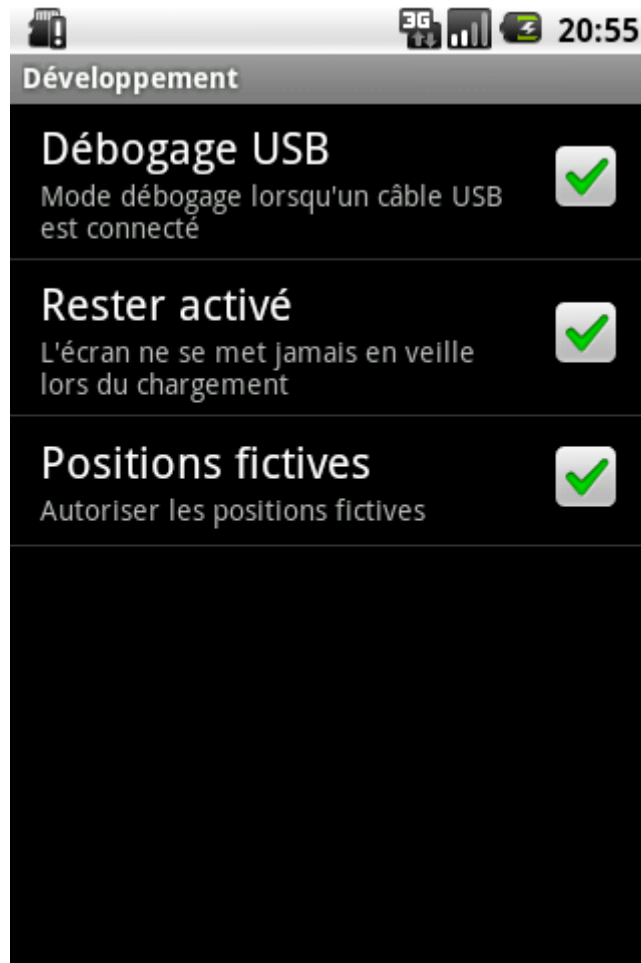 3G 20:55
Développement
Débogage USB
Mode débogage lorsqu'un câble USB
est connecté
Rester activé
L'écran ne se met jamais en veille
lors du chargement
Positions fictives
Autoriser les positions fictives